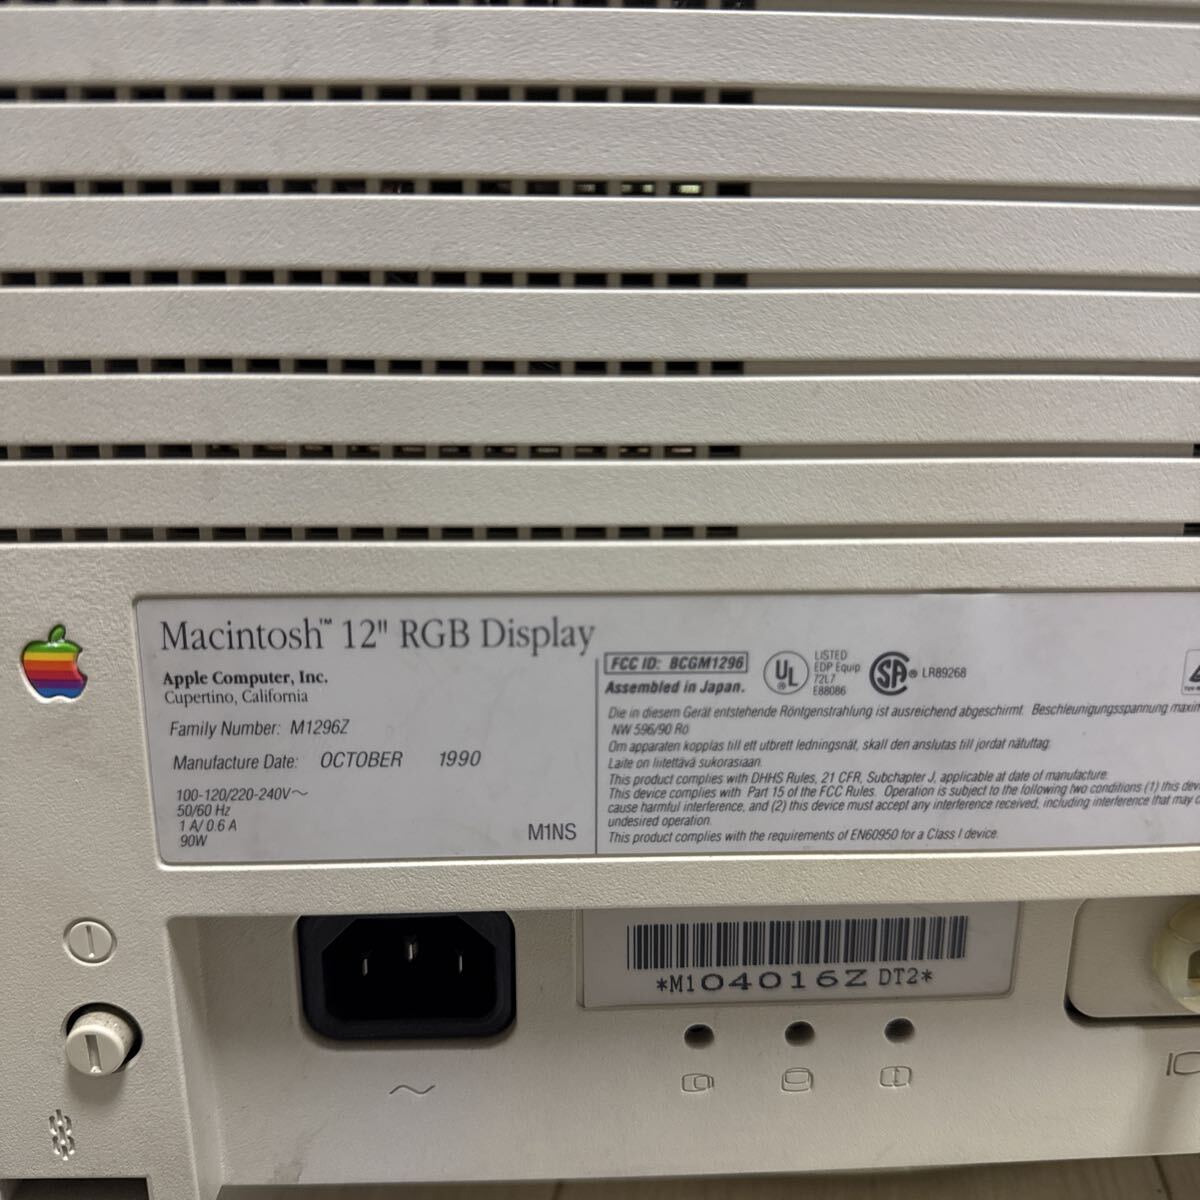 Macintosh™ 12" RGB Display
Apple Computer, Inc.
Cupertino, California
Family Number: M1296Z
Manufacture Date: OCTOBER 1990
100-120/220-240V~
50/60 Hz
1 A/0.6 A
90W
M1NS
FCC ID: BCGM1296
Assembled in Japan.
UL
®
LISTED
EDP Equip
72L7
E88086
SA ® LR89268
Die in diesem Gerät entstehende Röntgenstrahlung ist ausreichend abgeschirmt. Beschleunigungsspannung
NW 596/90 Rö
Om apparaten kopplas till ett utbrett ledningsnät, skall den anslutas till jordat nätuttag.
Laite on liitettävä sukorasiaan.
This product complies with DHHS Rules, 21 CFR, Subchapter J, applicable at date of manufacture.
This device complies with Part 15 of the FCC Rules. Operation is subject to the following two conditions (1) this
cause harmful interference, and (2) this device must accept any interference received, including interference that may
undesired operation.
This product complies with the requirements of EN60950 for a Class I device.
*M104016Z DT2*